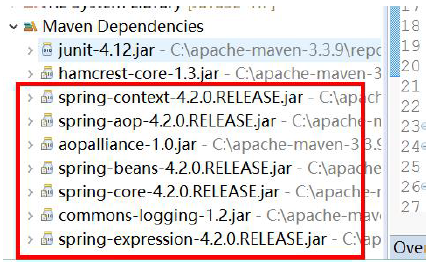 Maven Dependencies
junit-4.12.jar - C:\apache-maven-3.3.9\repo
hamcrest-core-1.3.jar - C:\apache-maven-3
spring-context-4.2.0.RELEASE.jar - C:\apac
spring-aop-4.2.0.RELEASE.jar - C:\apache-m
aopalliance-1.0.jar - C:\apache-maven-3.3.9
spring-beans-4.2.0.RELEASE.jar - C:\apache
spring-core-4.2.0.RELEASE.jar - C:\apache-n
commons-logging-1.2.jar - C:\apache-mave
spring-expression-4.2.0.RELEASE.jar - C:\ap
17
18
19
20
21
22
23
24
25
26
27
Over